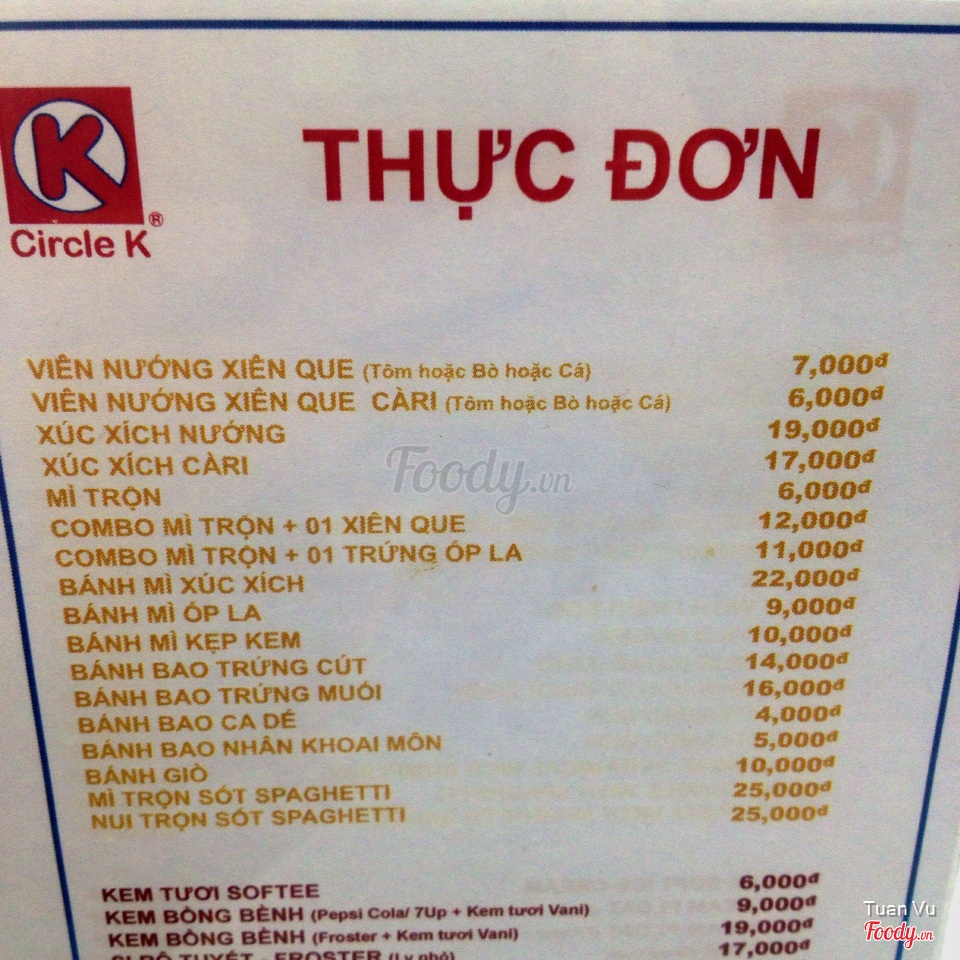 K
Circle K®
THỰC ĐƠN
VIÊN NƯỚNG XIÊN QUE (Tôm hoặc Bò hoặc Cá) 7,000đ
VIÊN NƯỚNG XIÊN QUE CÀRI (Tôm hoặc Bò hoặc Cá) 6,000đ
XÚC XÍCH NƯỚNG 19,000đ
XÚC XÍCH CÀRI 17,000đ
MÌ TRỘN 6,000đ
COMBO MÌ TRỘN + 01 XIÊN QUE 12,000đ
COMBO MÌ TRỘN + 01 TRỨNG ÓP LA 11,000đ
BÁNH MÌ XÚC XÍCH 22,000đ
BÁNH MÌ ÓP LA 9,000đ
BÁNH MÌ KẸP KEM 10,000đ
BÁNH BAO TRỨNG CÚT 14,000đ
BÁNH BAO TRỨNG MUỐI 16,000đ
BÁNH BAO CA DÉ 4,000đ
BÁNH BAO NHÂN KHOAI MÔN 5,000đ
BÁNH GIÒ 10,000đ
MÌ TRỘN SÓT SPAGHETTI 25,000đ
NUI TRỘN SÓT SPAGHETTI 25,000đ
KEM TƯƠI SOFTEE 6,000đ
KEM BỒNG BỀNH (Pepsi Cola/ 7Up + Kem tươi Vani) 9,000đ
KEM BỒNG BỀNH (Froster + Kem tươi Vani) 19,000đ
TUYẾT - FROSTER (Ly nhỏ) 17,000đ
Foody.vn
Tuan Vu
Foody.vn